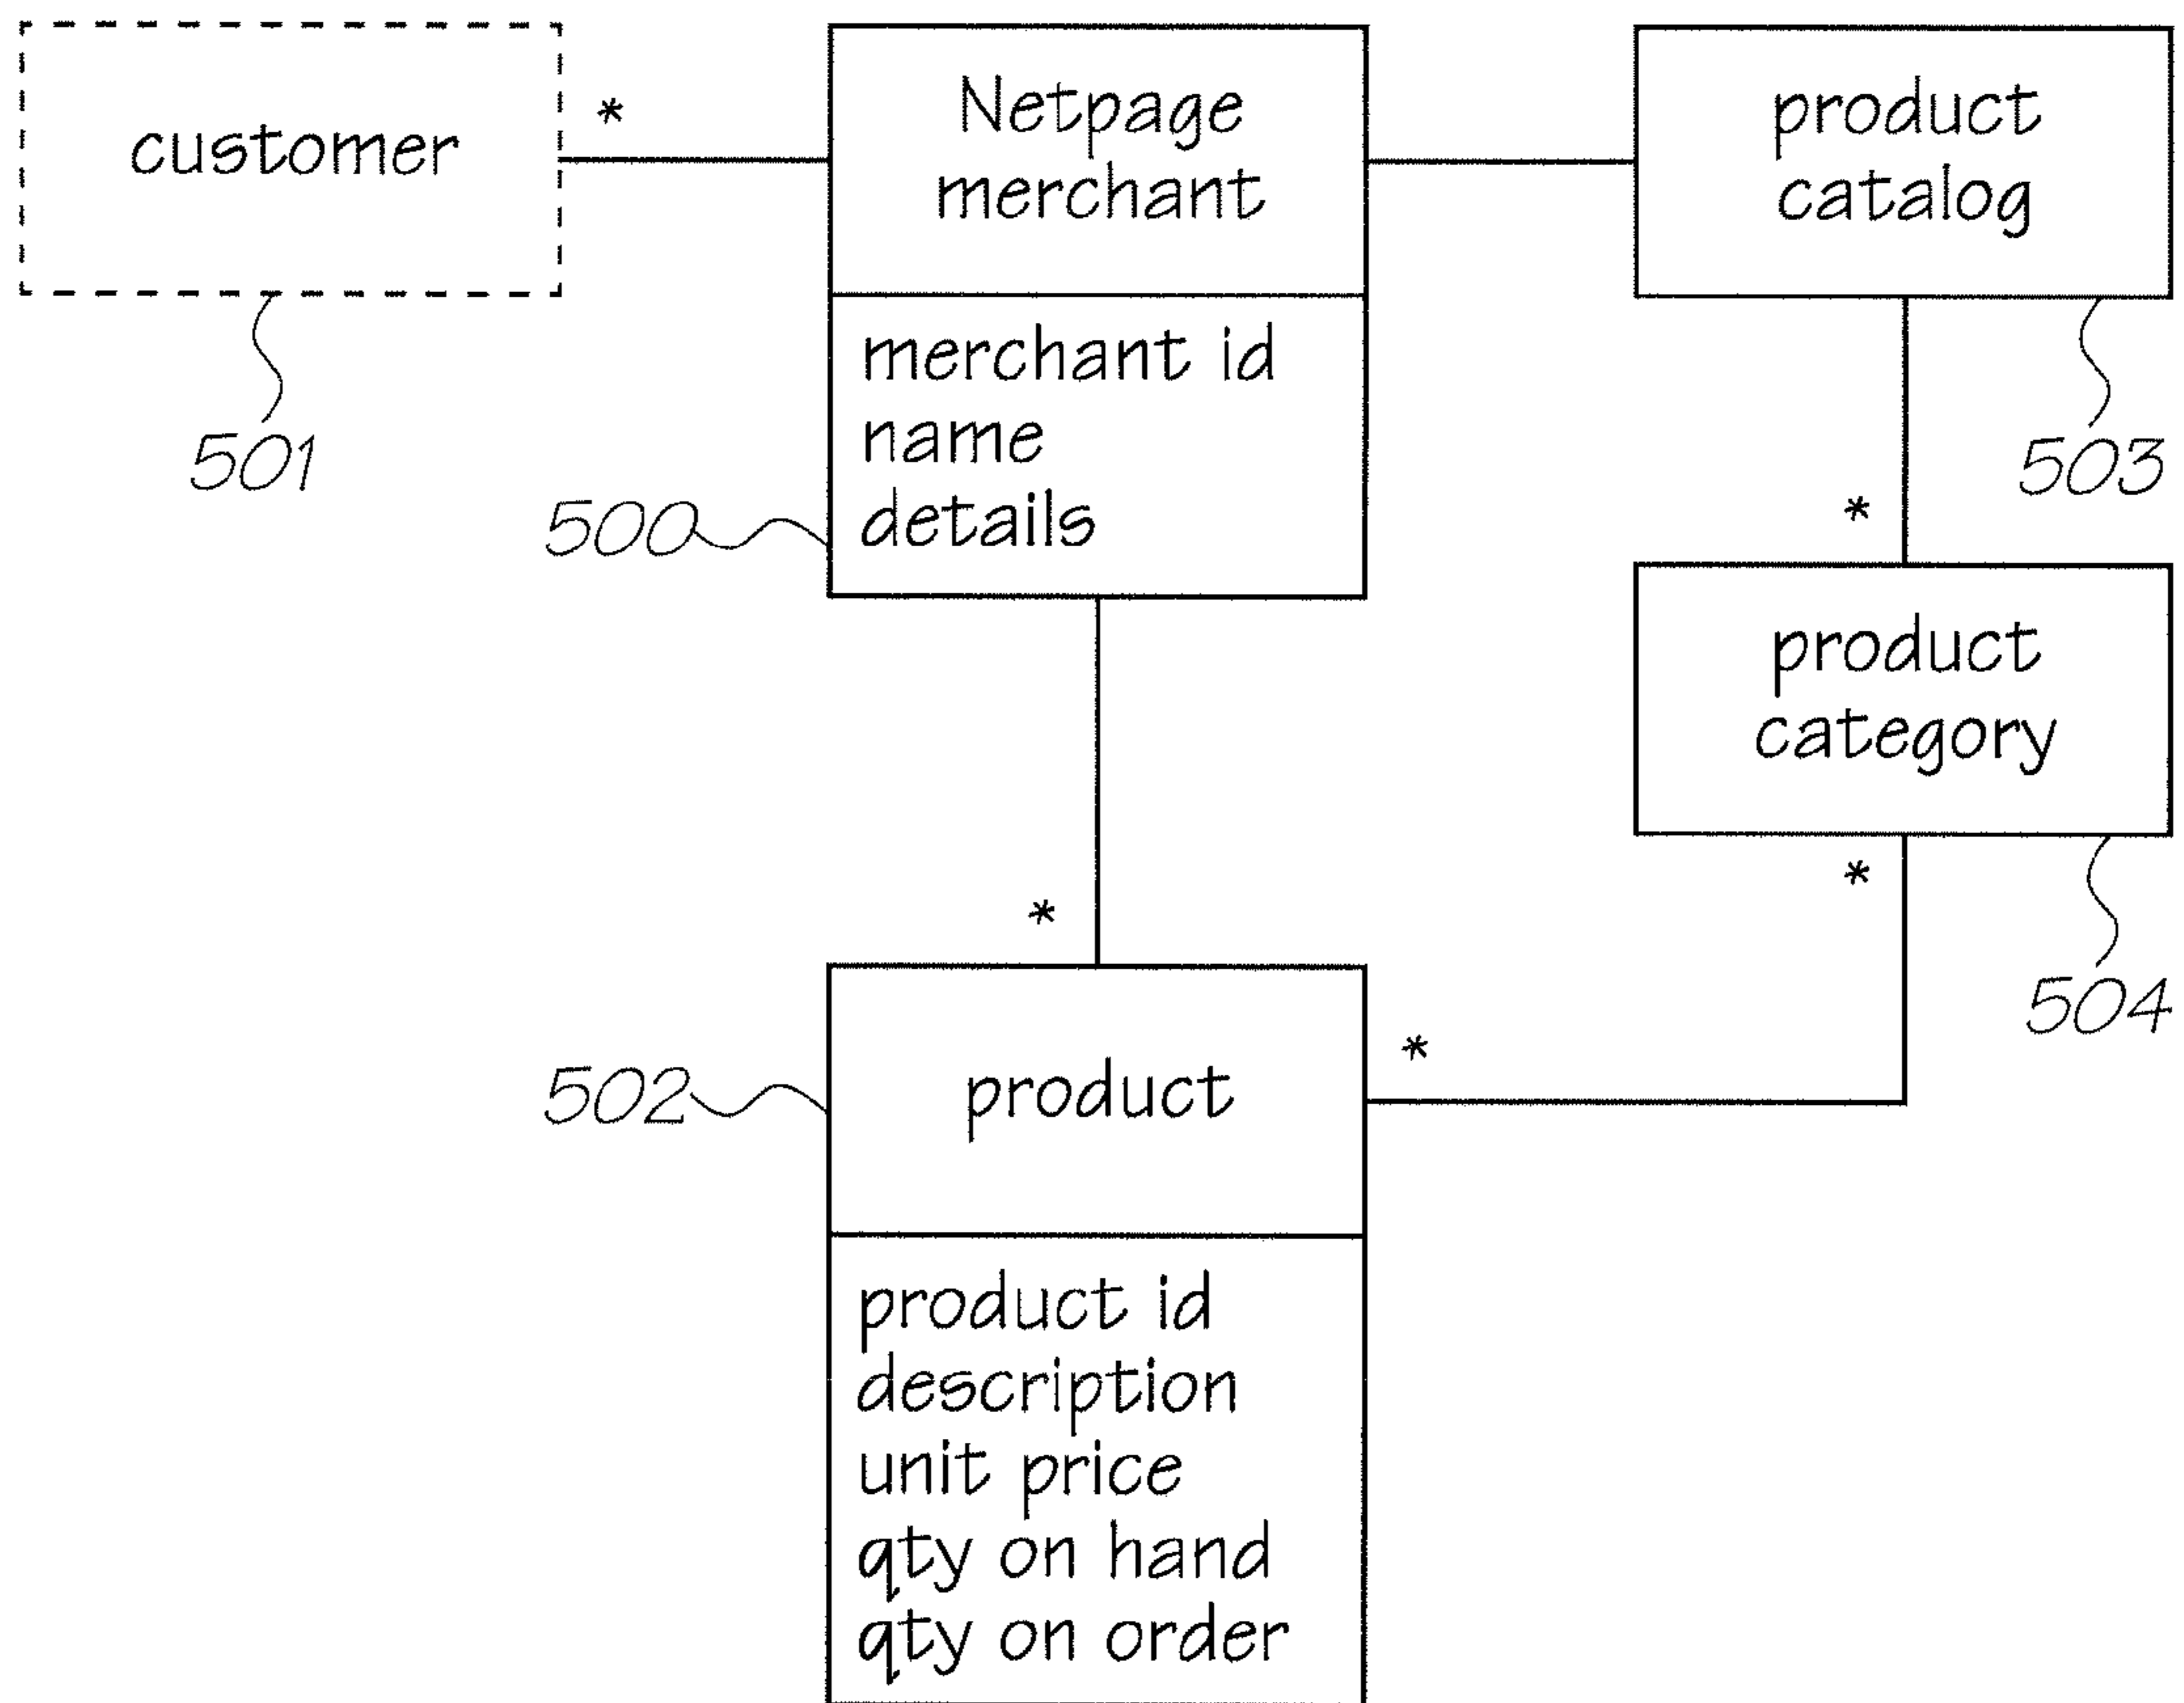 customer
*
Netpage
merchant
product
catalog
merchant id
name
details
501
500
503
*
product
category
*
504
*
502
product
*
product id
description
unit price
qty on hand
qty on order